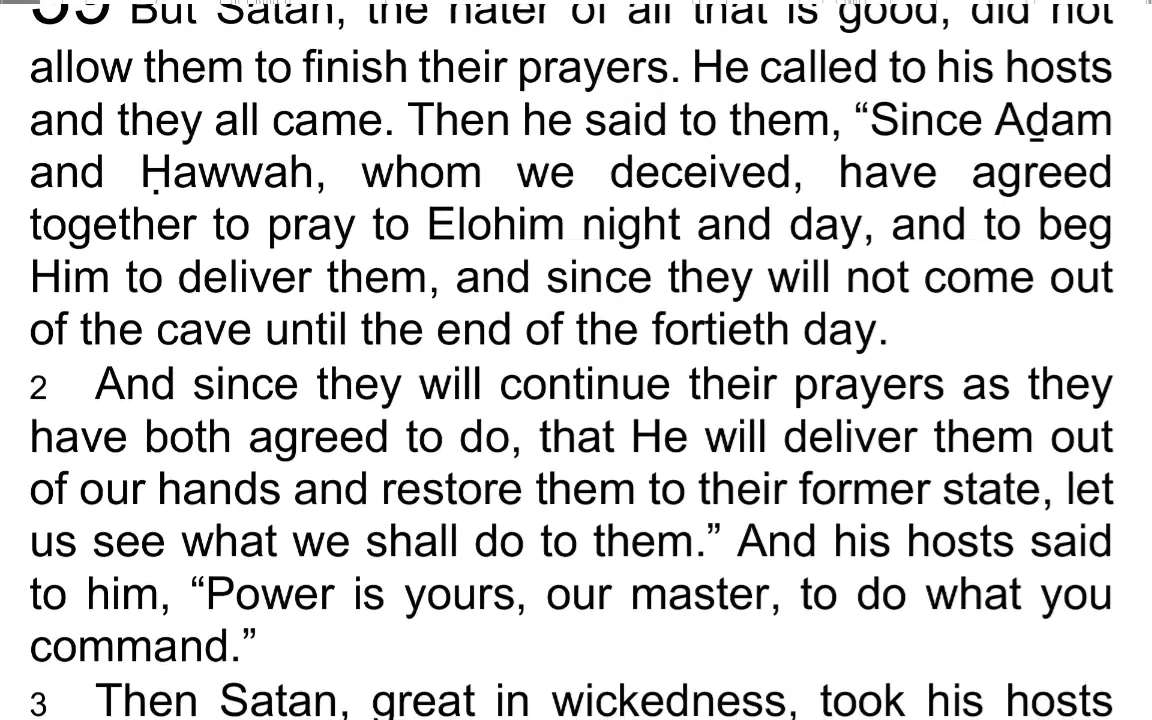 But Satan, the hater of all that is good, did not
allow them to finish their prayers. He called to his hosts
and they all came. Then he said to them, “Since Aḏam
and Ḥawwah, whom we deceived, have agreed
together to pray to Elohim night and day, and to beg
Him to deliver them, and since they will not come out
of the cave until the end of the fortieth day.
2 And since they will continue their prayers as they
have both agreed to do, that He will deliver them out
of our hands and restore them to their former state, let
us see what we shall do to them.” And his hosts said
to him, “Power is yours, our master, to do what you
command.”
3 Then Satan, great in wickedness, took his hosts